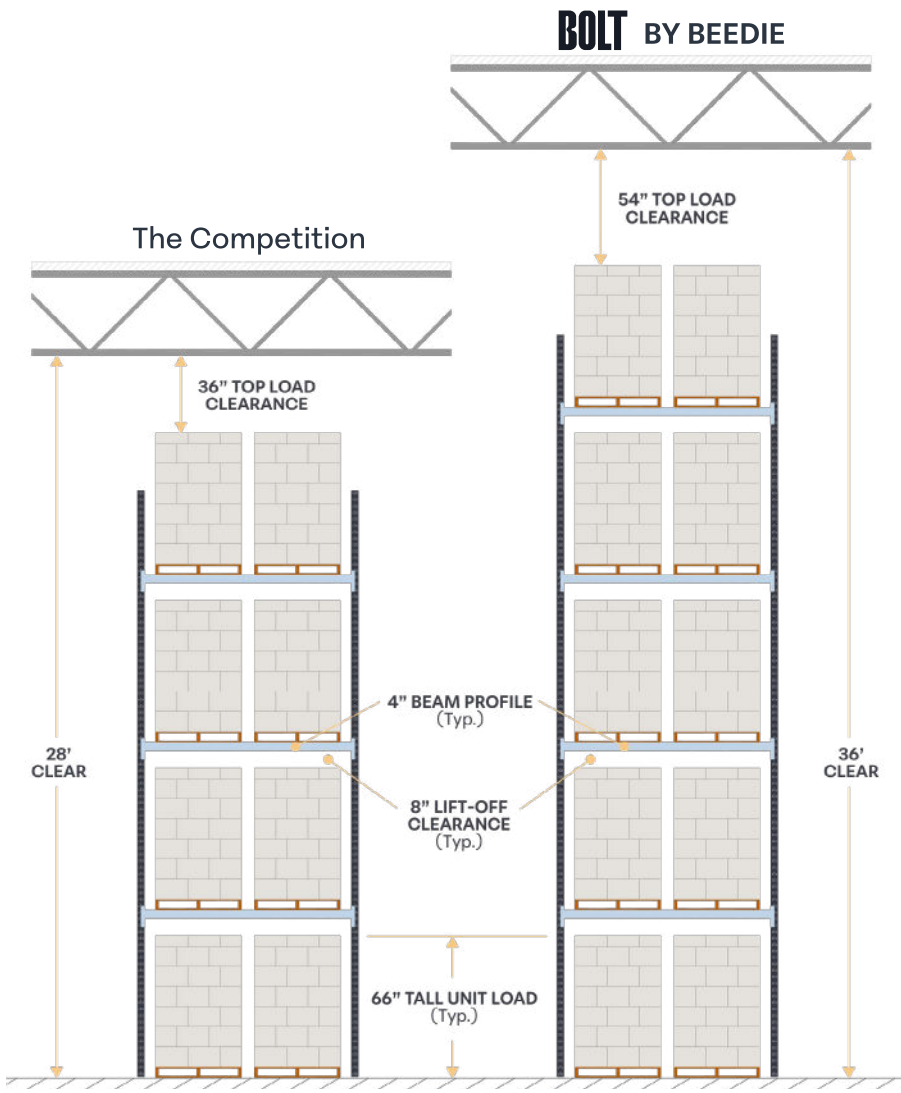 BOLT BY BEEDIE
54” TOP LOAD
CLEARANCE
The Competition
36” TOP LOAD
CLEARANCE
4” BEAM PROFILE
(Typ.)
28’
CLEAR
36’
CLEAR
8” LIFT-OFF
CLEARANCE
(Typ.)
66” TALL UNIT LOAD
(Typ.)